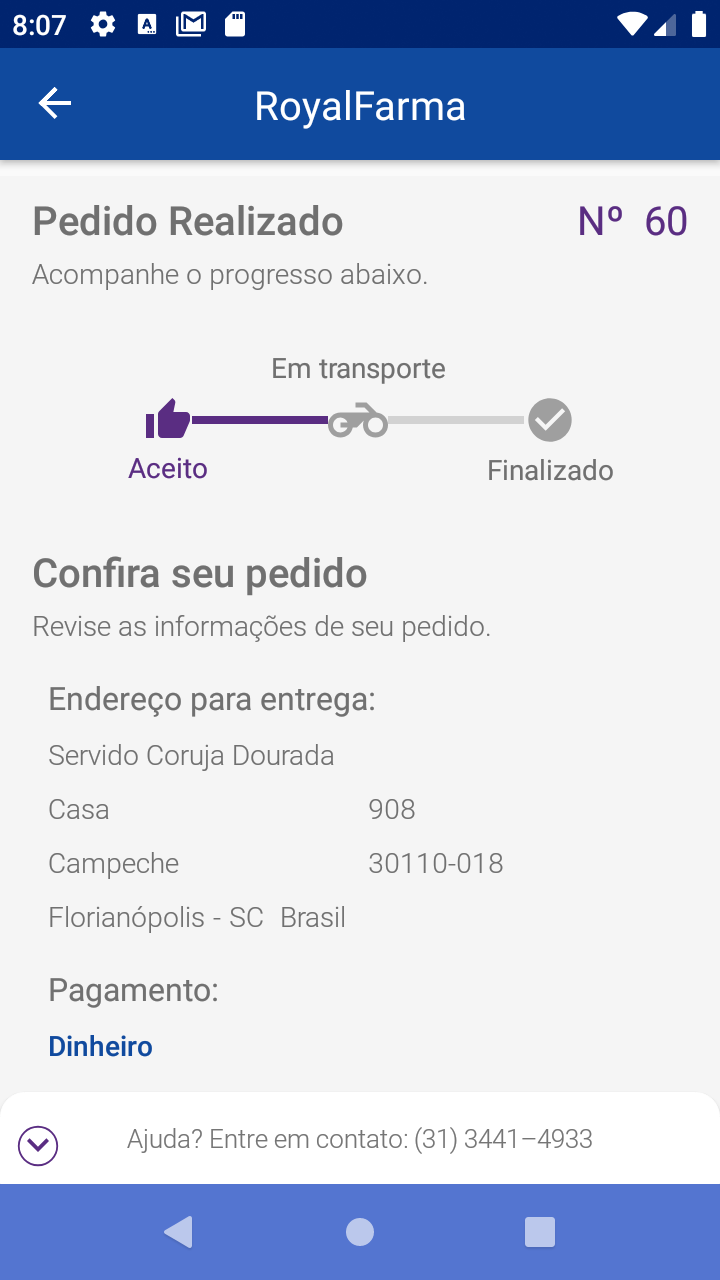 8:07
RoyalFarma
Pedido Realizado Nº 60
Acompanhe o progresso abaixo.
Em transporte
Aceito
Finalizado
Confira seu pedido
Revise as informações de seu pedido.
Endereço para entrega:
Servido Coruja Dourada
Casa 908
Campeche 30110-018
Florianópolis - SC Brasil
Pagamento:
Dinheiro
Ajuda? Entre em contato: (31) 3441–4933